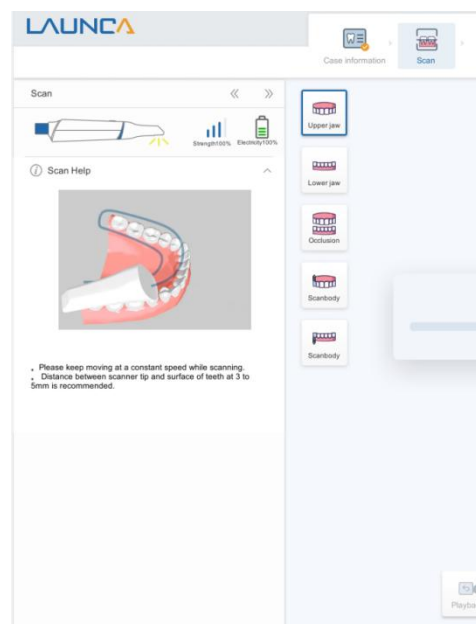 LAUNCA
Case information
Scan
Scan
Strength100%
Electricity100%
Scan Help
Please keep moving at a constant speed while scanning.
Distance between scanner tip and surface of teeth at 3 to
5mm is recommended.
Upper jaw
Lower jaw
Occlusion
Scanbody
Scanbody